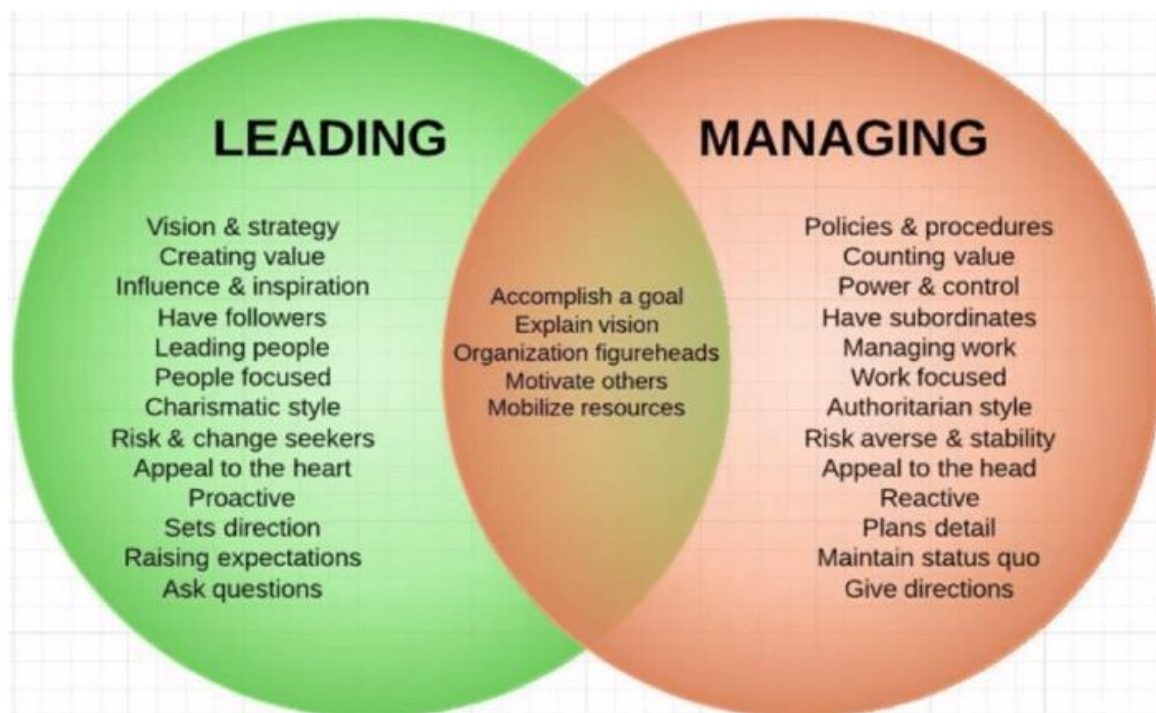 LEADING
Vision & strategy
Creating value
Influence & inspiration
Have followers
Leading people
People focused
Charismatic style
Risk & change seekers
Appeal to the heart
Proactive
Sets direction
Raising expectations
Ask questions
Accomplish a goal
Explain vision
Organization figureheads
Motivate others
Mobilize resources
MANAGING
Policies & procedures
Counting value
Power & control
Have subordinates
Managing work
Work focused
Authoritarian style
Risk averse & stability
Appeal to the head
Reactive
Plans detail
Maintain status quo
Give directions